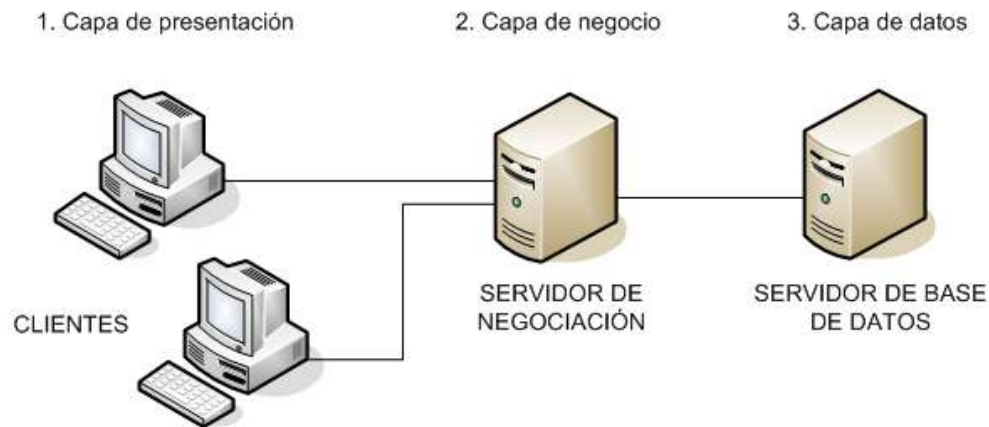 1. Capa de presentación
2. Capa de negocio
3. Capa de datos
CLIENTES
SERVIDOR DE
NEGOCIACIÓN
SERVIDOR DE BASE
DE DATOS